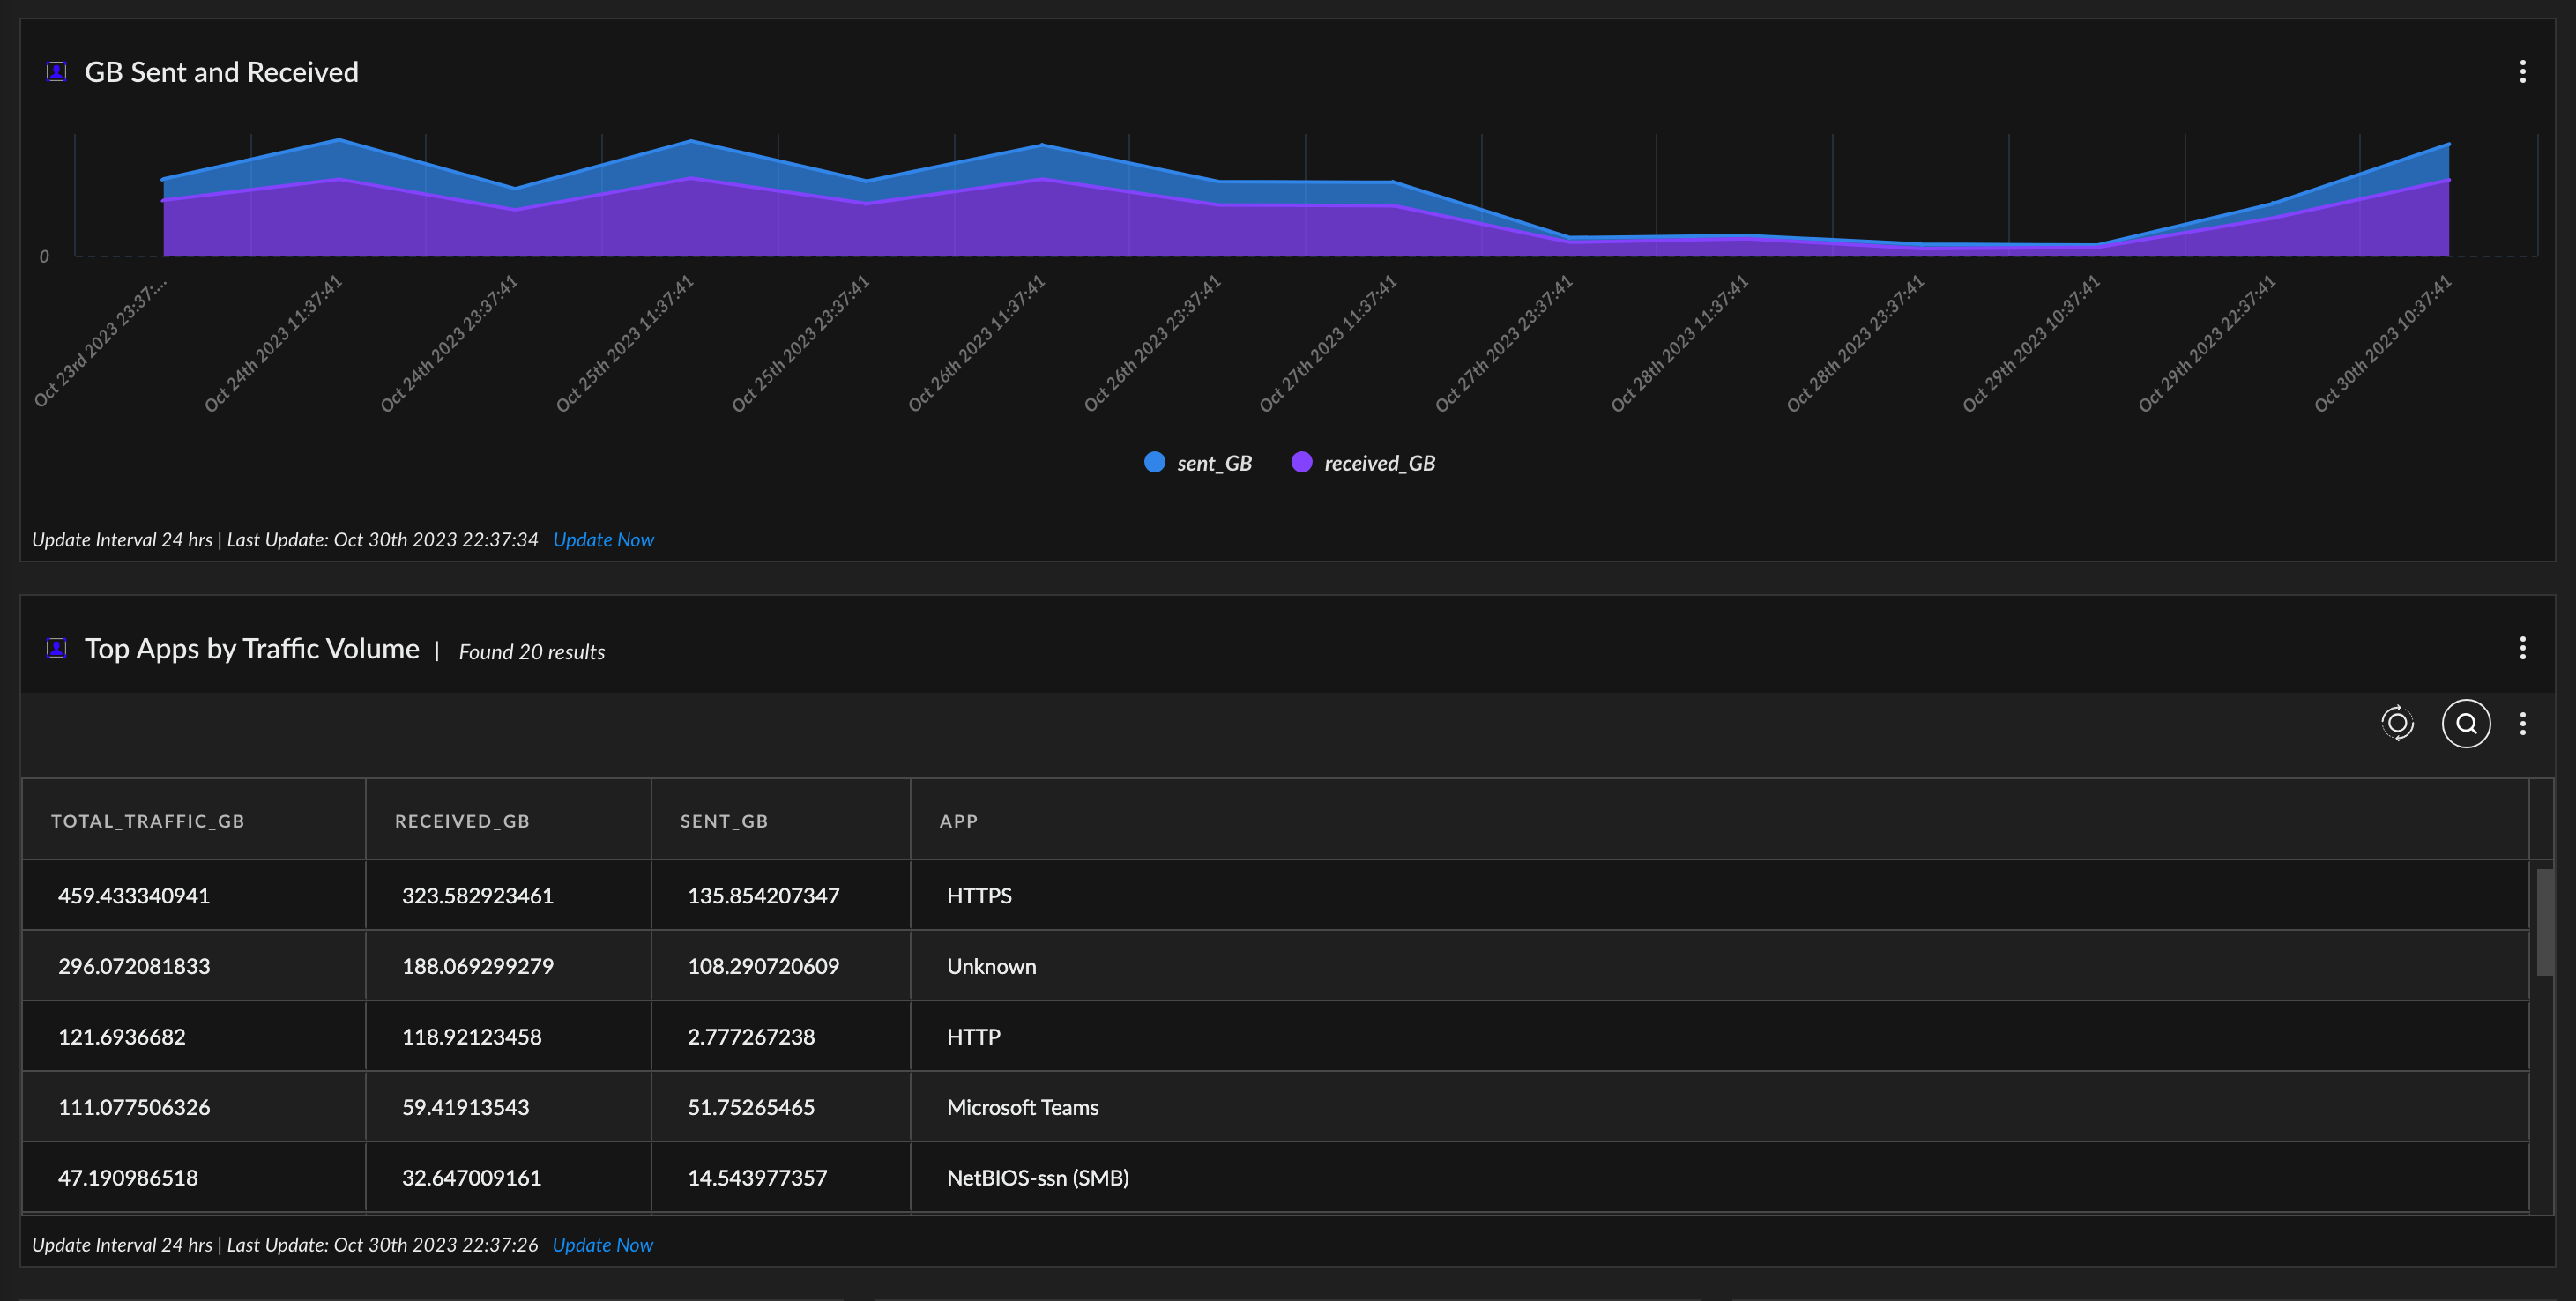 GB Sent and Received
0
Oct 23rd 2023 23:37:...
Oct 24th 2023 11:37:41
Oct 24th 2023 23:37:41
Oct 25th 2023 11:37:41
Oct 25th 2023 23:37:41
Oct 26th 2023 11:37:41
Oct 26th 2023 23:37:41
Oct 27th 2023 11:37:41
Oct 27th 2023 23:37:41
Oct 28th 2023 11:37:41
Oct 28th 2023 23:37:41
Oct 29th 2023 10:37:41
Oct 29th 2023 22:37:41
Oct 30th 2023 10:37:41
sent_GB received_GB
Update Interval 24 hrs | Last Update: Oct 30th 2023 22:37:34 Update Now
Top Apps by Traffic Volume | Found 20 results
TOTAL_TRAFFIC_GB RECEIVED_GB SENT_GB APP
459.433340941 323.582923461 135.854207347 HTTPS
296.072081833 188.069299279 108.290720609 Unknown
121.6936682 118.92123458 2.777267238 HTTP
111.077506326 59.41913543 51.75265465 Microsoft Teams
47.190986518 32.647009161 14.543977357 NetBIOS-ssn (SMB)
Update Interval 24 hrs | Last Update: Oct 30th 2023 22:37:26 Update Now